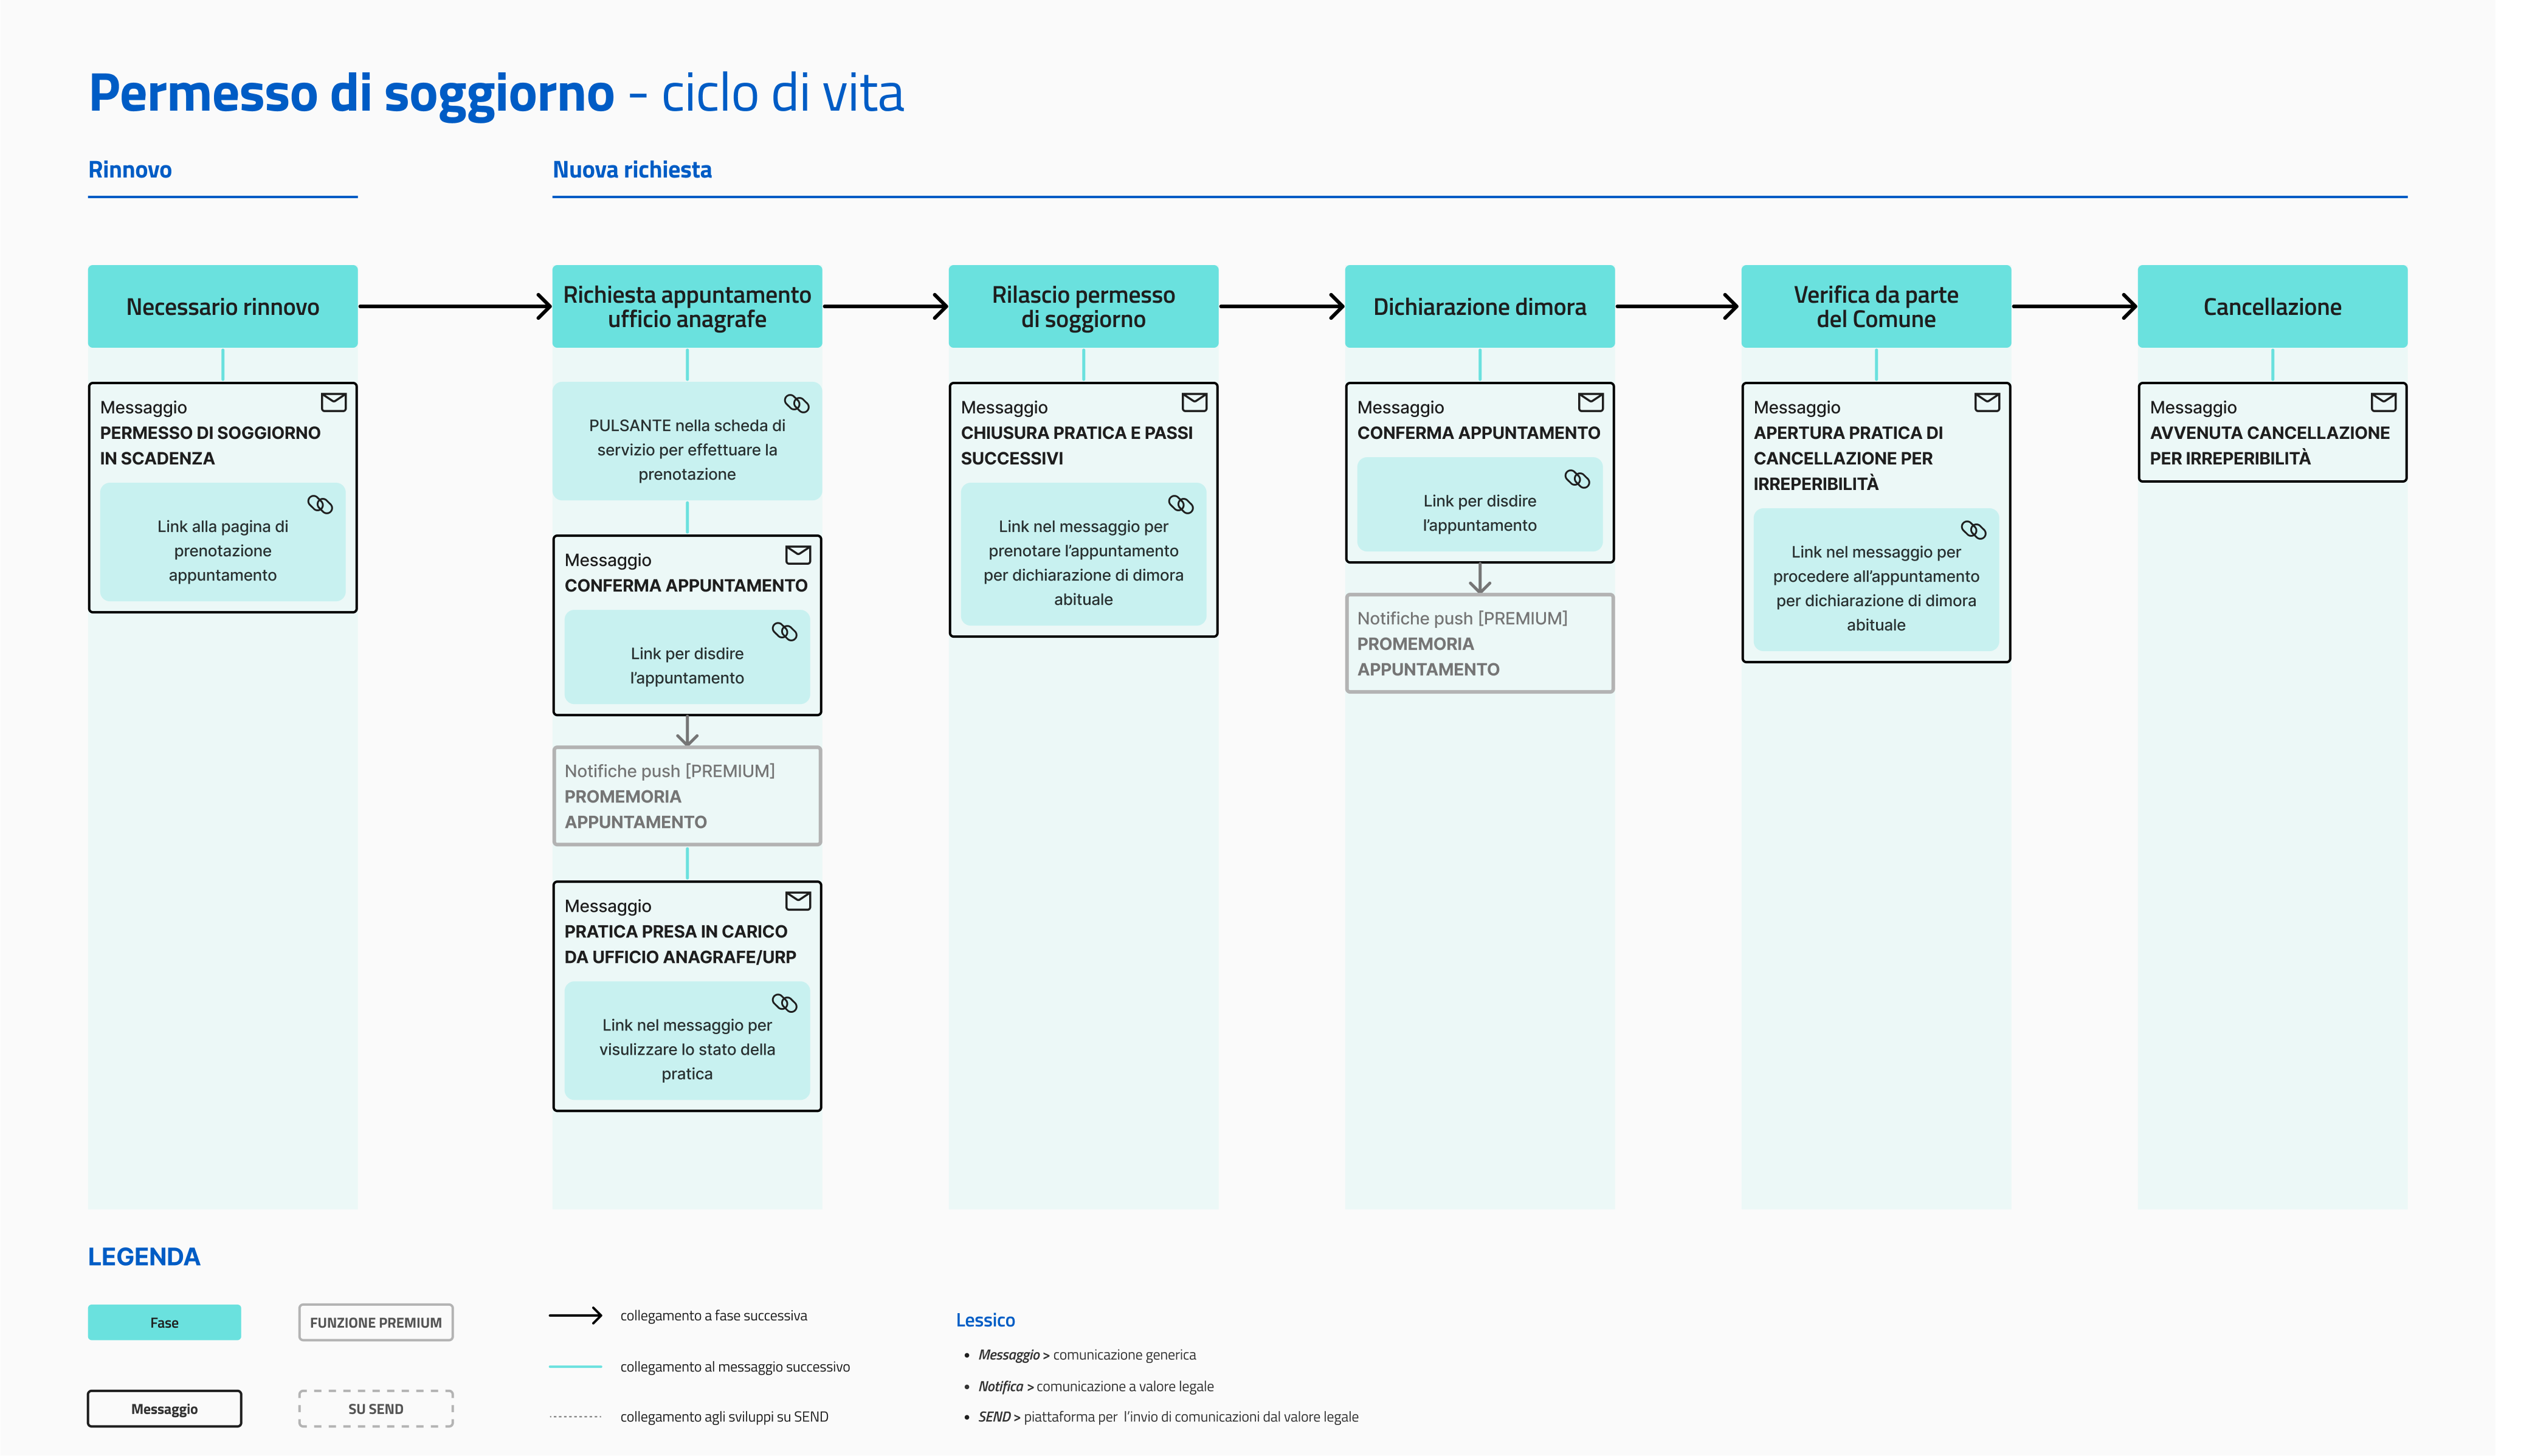 Permesso di soggiorno - ciclo di vita
Rinnovo
Nuova richiesta
Necessario rinnovo
Messaggio
PERMESSO DI SOGGIORNO
IN SCADENZA
Link alla pagina di
prenotazione
appuntamento
Richiesta appuntamento
ufficio anagrafe
PULSANTE nella scheda di
servizio per effettuare la
prenotazione
Messaggio
CONFERMA APPUNTAMENTO
Link per disdire
l’appuntamento
Notifiche push [PREMIUM]
PROMEMORIA
APPUNTAMENTO
Messaggio
PRATICA PRESA IN CARICO
DA UFFICIO ANAGRAFE/URP
Link nel messaggio per
visulizzare lo stato della
pratica
Rilascio permesso
di soggiorno
Messaggio
CHIUSURA PRATICA E PASSI
SUCCESSIVI
Link nel messaggio per
prenotare l’appuntamento
per dichiarazione di dimora
abituale
Dichiarazione dimora
Messaggio
CONFERMA APPUNTAMENTO
Link per disdire
l’appuntamento
Notifiche push [PREMIUM]
PROMEMORIA
APPUNTAMENTO
Verifica da parte
del Comune
Messaggio
APERTURA PRATICA DI
CANCELLAZIONE PER
IRREPERIBILITÀ
Link nel messaggio per
procedere all’appuntamento
per dichiarazione di dimora
abituale
Cancellazione
Messaggio
AVVENUTA CANCELLAZIONE
PER IRREPERIBILITÀ
LEGENDA
Fase
FUNZIONE PREMIUM
Messaggio
SU SEND
collegamento a fase successiva
collegamento al messaggio successivo
collegamento agli sviluppi su SEND
Lessico
• Messaggio > comunicazione generica
• Notifica > comunicazione a valore legale
• SEND > piattaforma per l’invio di comunicazioni dal valore legale